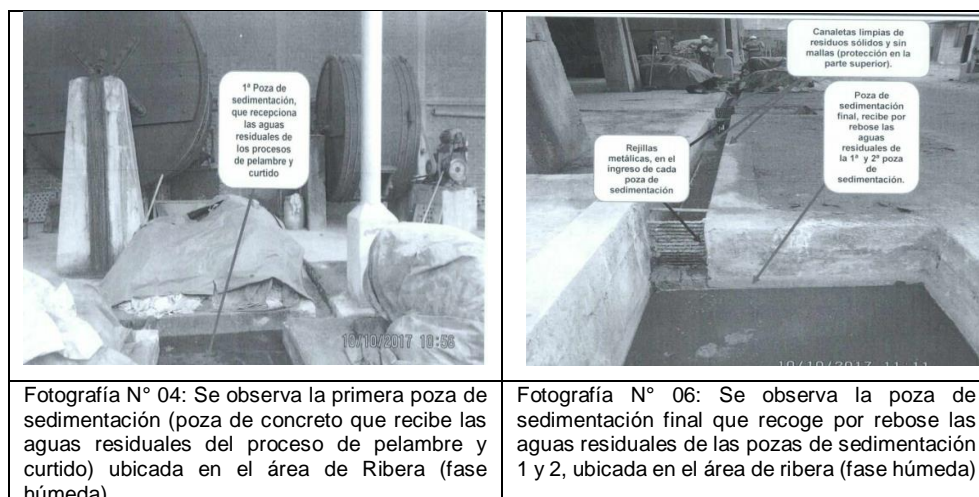 1ª Poza de
sedimentación,
que recepciona
las aguas
residuales de
los procesos
de pelambre y
curtido
10/10/2017 10:56
Fotografía N° 04: Se observa la primera poza de
sedimentación (poza de concreto que recibe las
aguas residuales del proceso de pelambre y
curtido) ubicada en el área de Ribera (fase
húmeda)
Canaletas limpias de
residuos sólidos y sin
mallas (protección en la
parte superior).
Poza de
sedimentación
final, recibe por
rebose las
aguas
residuales de
la 1ª y 2ª poza
de
sedimentación.
Rejillas
metálicas, en el
ingreso de cada
poza de
sedimentación
Fotografía N° 06: Se observa la poza de
sedimentación final que recoge por rebose las
aguas residuales de las pozas de sedimentación
1 y 2, ubicada en el área de ribera (fase húmeda)